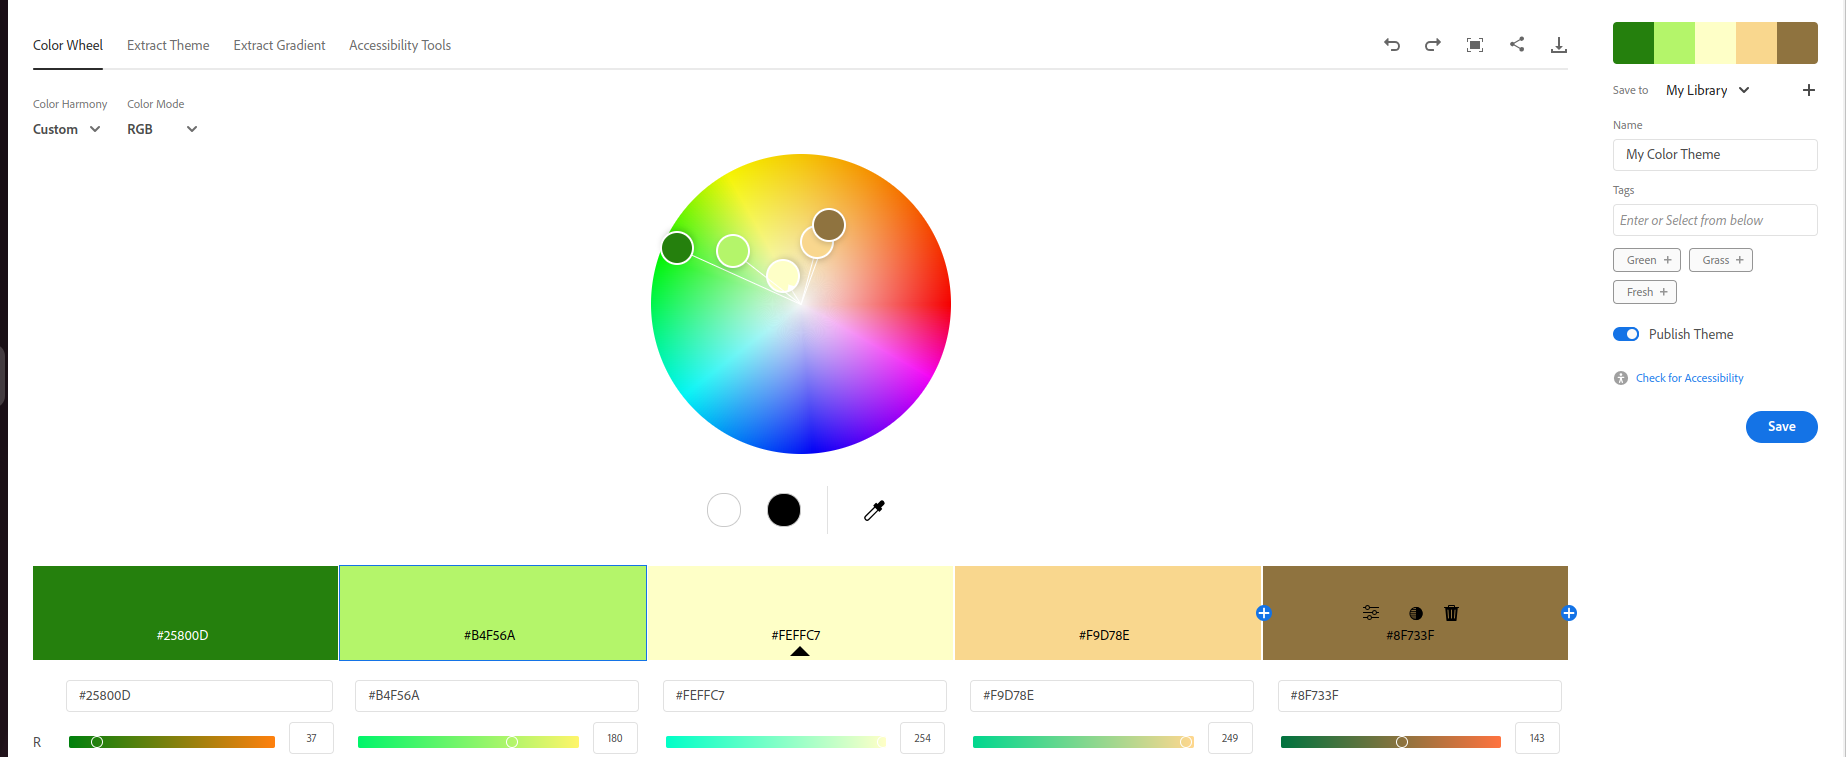 Color Wheel Extract Theme Extract Gradient Accessibility Tools
Color Harmony Color Mode
Custom RGB
Save to My Library
Name
My Color Theme
Tags
Enter or Select from below
Green + Grass +
Fresh +
Publish Theme
Check for Accessibility
Save
#25800D #B4F56A #FEFFC7 #F9D78E #8F733F
#25800D #B4F56A #FEFFC7 #F9D78E #8F733F
R 37 180 254 249 143